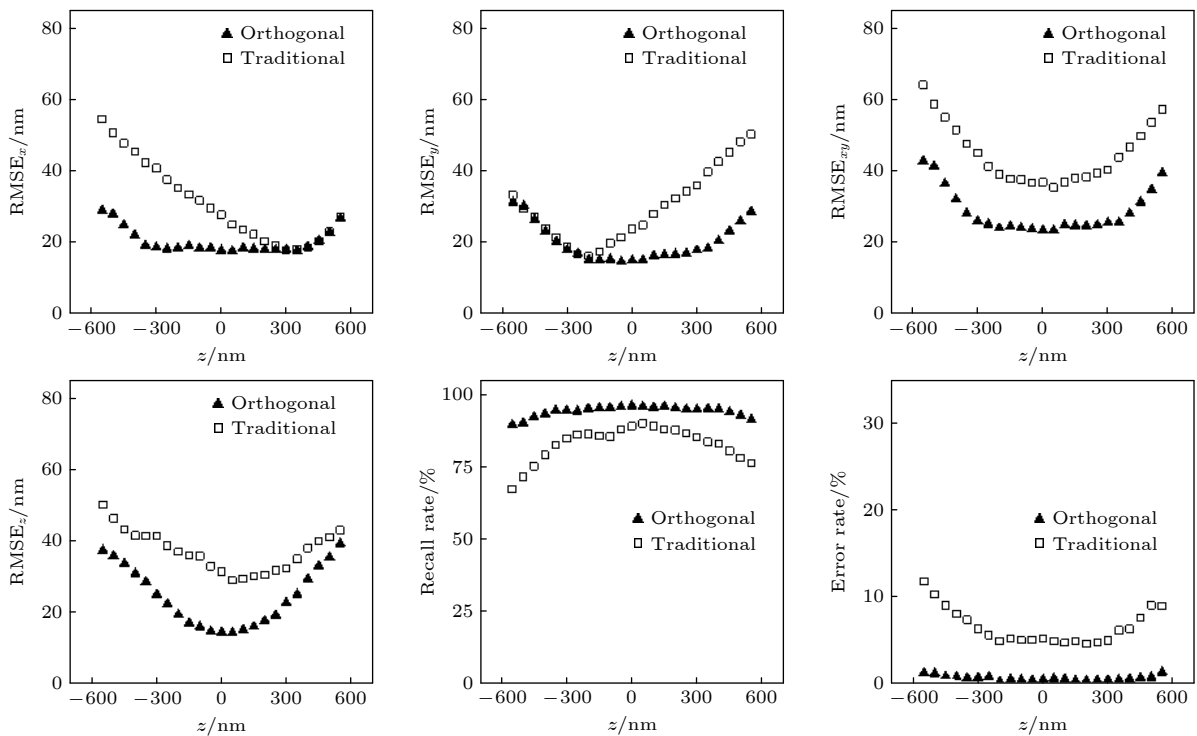 80
60
40
20
0
RMSEx/nm
▲ Orthogonal
□ Traditional
−600 −300 0 300 600
z/nm
80
60
40
20
0
RMSEy/nm
▲ Orthogonal
□ Traditional
−600 −300 0 300 600
z/nm
80
60
40
20
0
RMSExy/nm
▲ Orthogonal
□ Traditional
−600 −300 0 300 600
z/nm
80
60
40
20
0
RMSEz/nm
▲ Orthogonal
□ Traditional
−600 −300 0 300 600
z/nm
100
75
50
25
0
Recall rate/%
▲ Orthogonal
□ Traditional
−600 −300 0 300 600
z/nm
30
20
10
0
Error rate/%
▲ Orthogonal
□ Traditional
−600 −300 0 300 600
z/nm